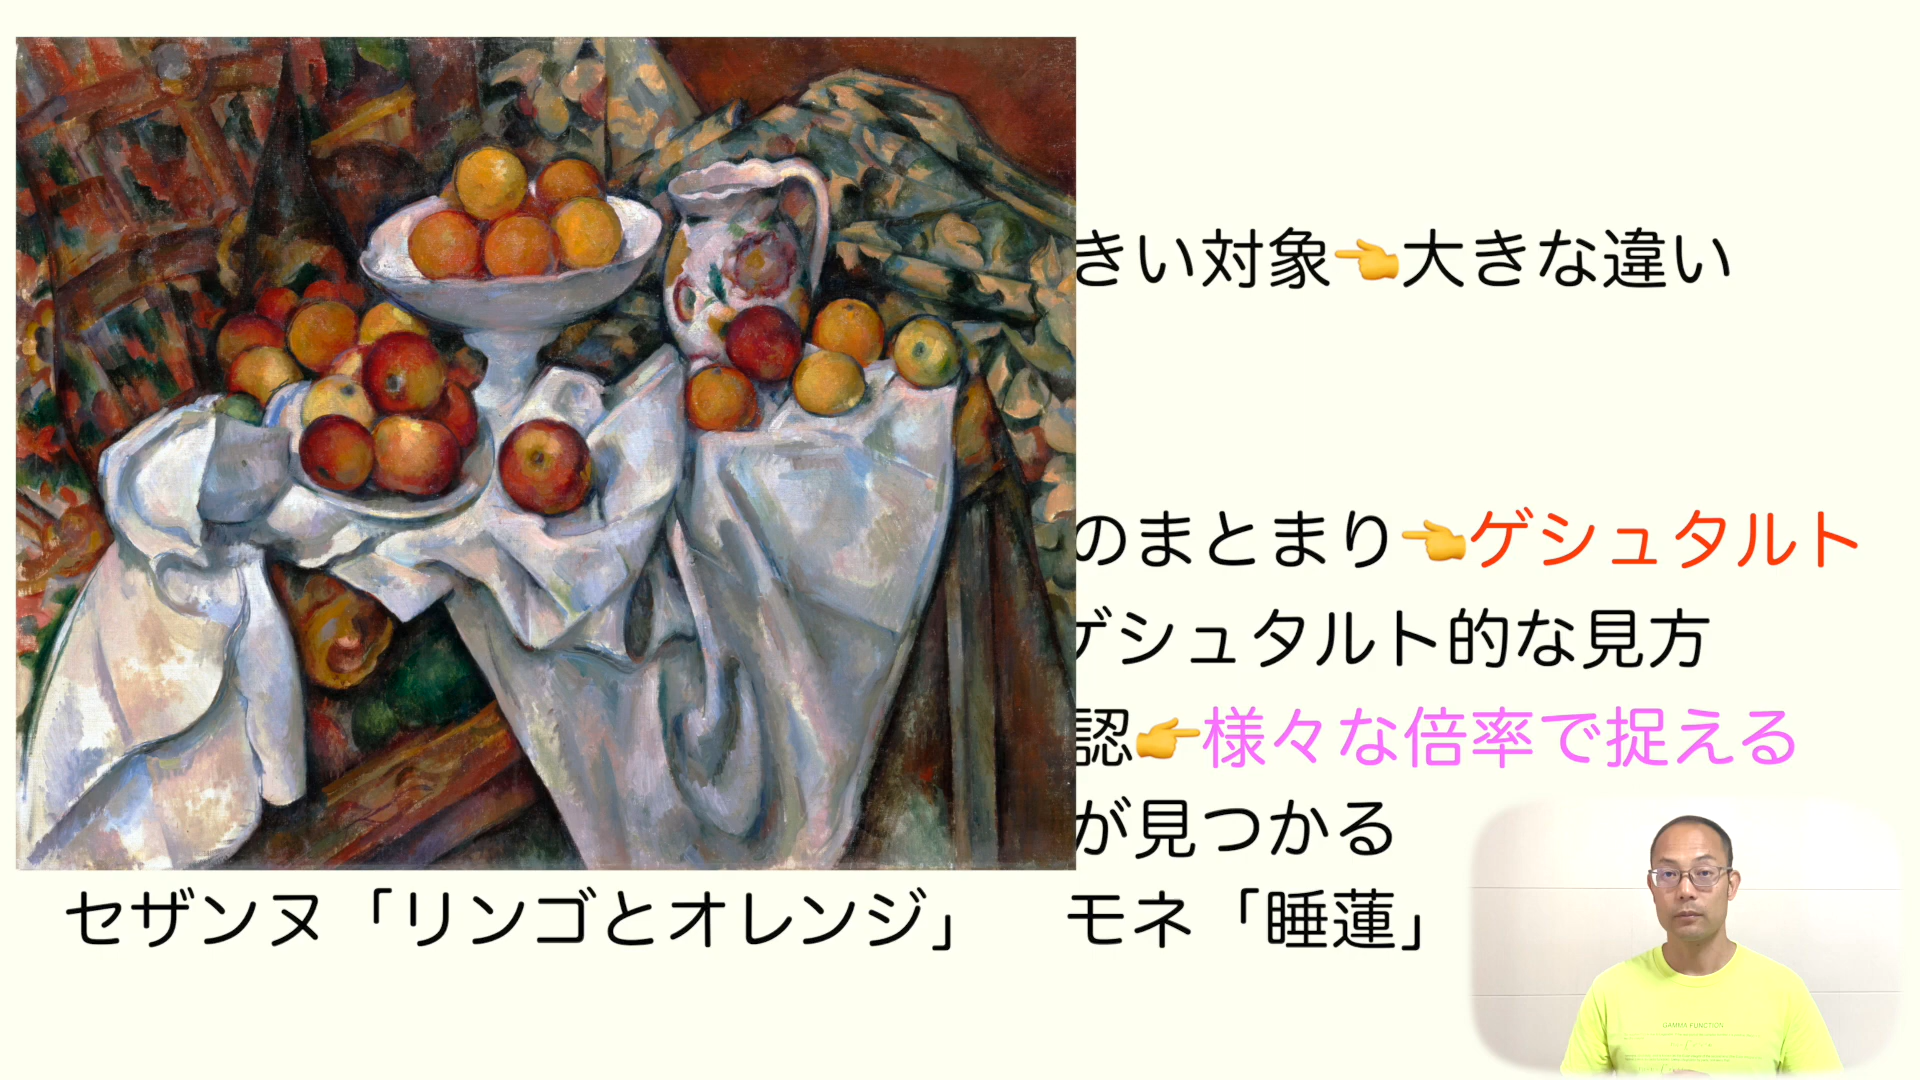 きい対象👈大きな違い
のまとまり👈ゲシュタルト
ゲシュタルト的な見方
認👉様々な倍率で捉える
が見つかる
セザンヌ「リンゴとオレンジ」 モネ「睡蓮」
GAMMA FUNCTION